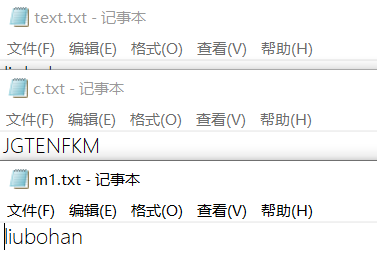 text.txt - 记事本
文件(F) 编辑(E) 格式(O) 查看(V) 帮助(H)
c.txt - 记事本
文件(F) 编辑(E) 格式(O) 查看(V) 帮助(H)
JGTENFKM
m1.txt - 记事本
文件(F) 编辑(E) 格式(O) 查看(V) 帮助(H)
liubohan